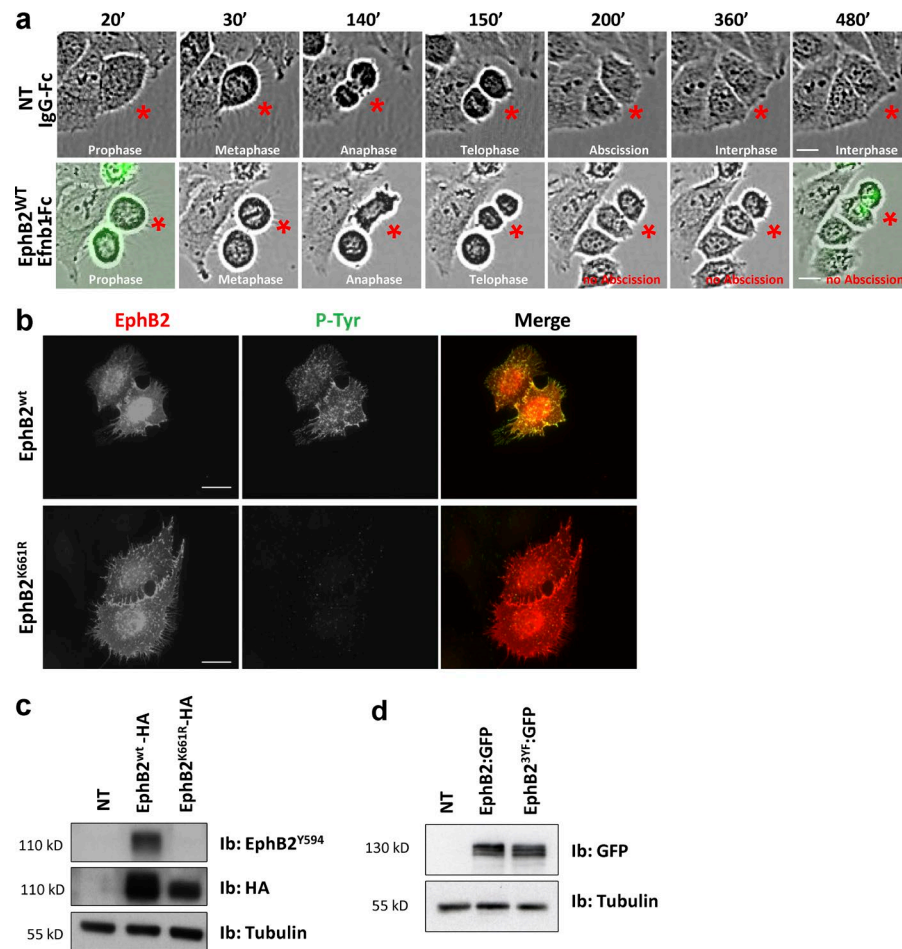 a
20’ 30’ 140’ 150’ 200’ 360’ 480’
NT
IgG-Fc
* * * * * * *
Prophase Metaphase Anaphase Telophase Abscission Interphase Interphase
EphB2WT
Efnb1Fc
* * * * * * *
Prophase Metaphase Anaphase Telophase no Abscission no Abscission no Abscission
b
EphB2 P-Tyr Merge
EphB2wt
EphB2K661R
c
NT EphB2wt-HA EphB2K661R-HA
110 kD Ib: EphB2Y594
110 kD Ib: HA
55 kD Ib: Tubulin
d
NT EphB2:GFP EphB23YF:GFP
130 kD Ib: GFP
55 kD Ib: Tubulin